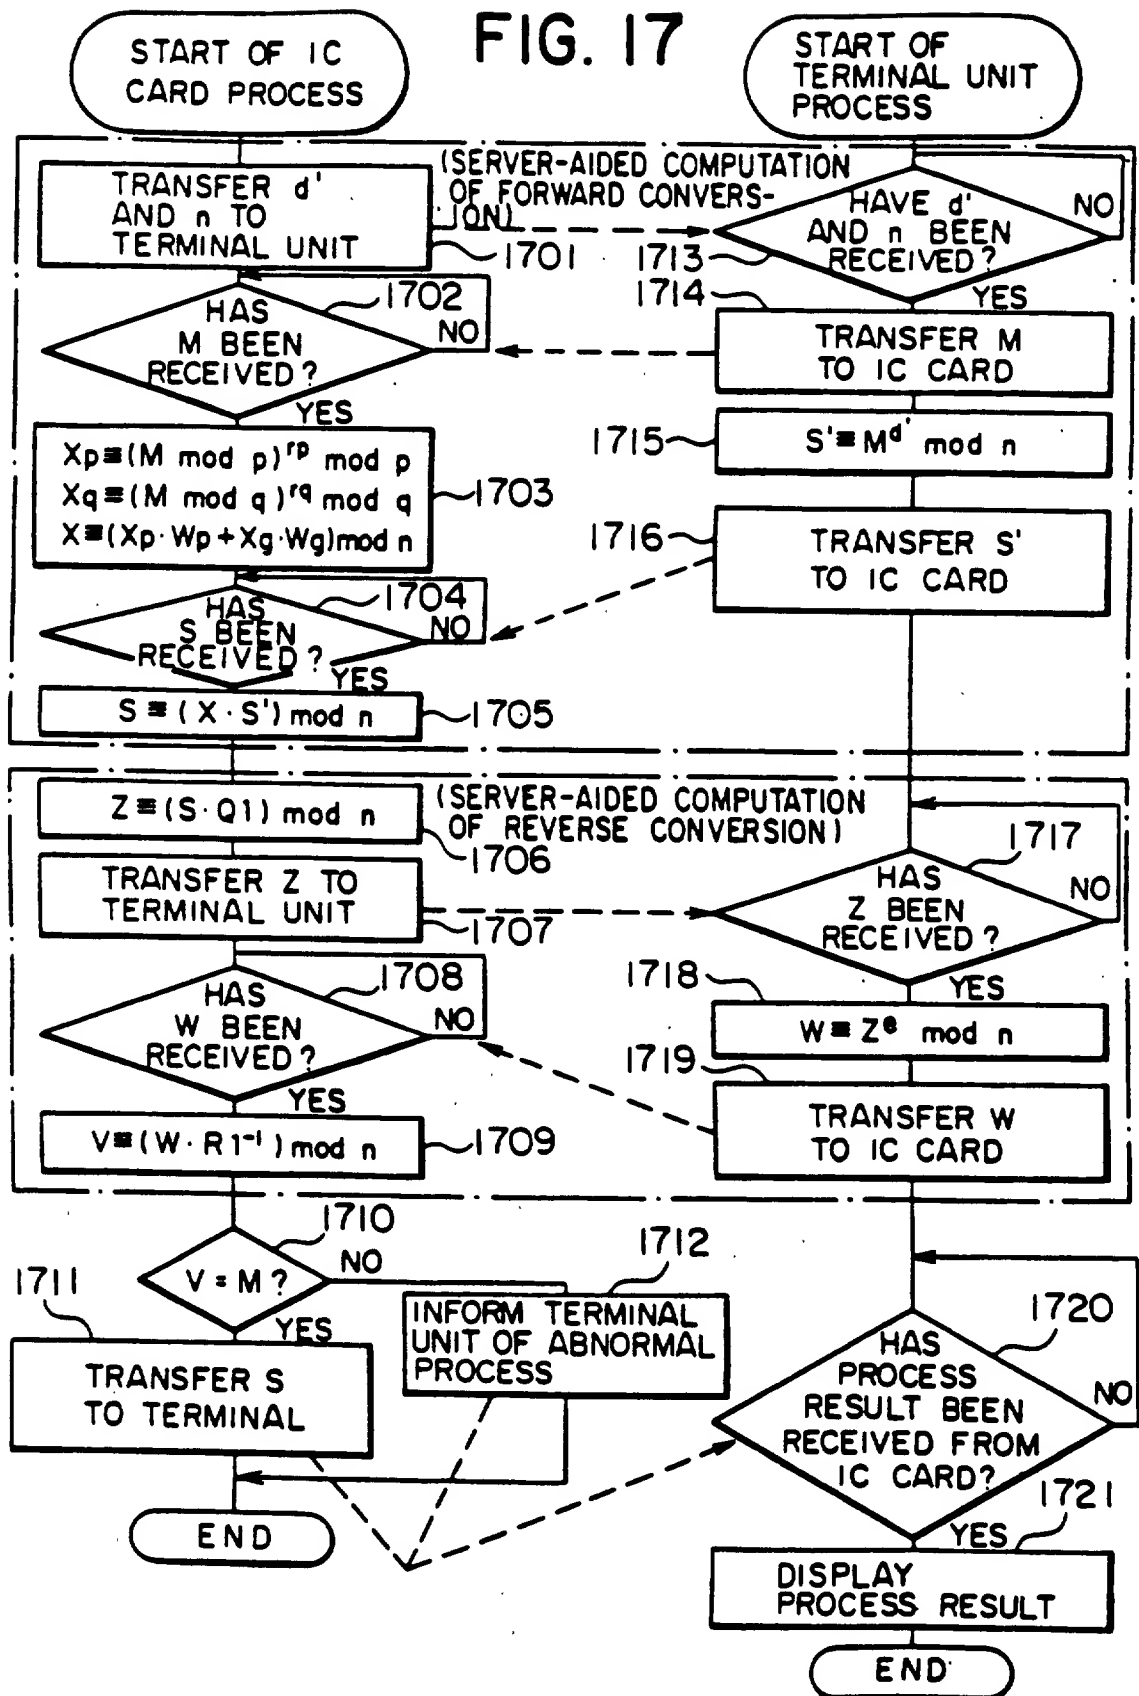 FIG. 17
START OF IC
CARD PROCESS
START OF
TERMINAL UNIT
PROCESS
TRANSFER d'
AND n TO
TERMINAL UNIT
1701
(SERVER-AIDED COMPUTATION
OF FORWARD CONVERS-
ION)
HAVE d'
AND n BEEN
RECEIVED?
NO
1713
YES
1702
HAS
M BEEN
RECEIVED?
NO
YES
1714
TRANSFER M
TO IC CARD
Xp≡(M mod p)^rp mod p
Xq≡(M mod q)^rq mod q
X≡(Xp·Wp+Xg·Wg)mod n
1703
1715
S'≡M^d' mod n
1716
TRANSFER S'
TO IC CARD
1704
HAS
S BEEN
RECEIVED?
NO
YES
S≡(X·S') mod n
1705
Z≡(S·Q1) mod n
1706
(SERVER-AIDED COMPUTATION
OF REVERSE CONVERSION)
TRANSFER Z TO
TERMINAL UNIT
1707
1717
HAS
Z BEEN
RECEIVED?
NO
YES
1708
HAS
W BEEN
RECEIVED?
NO
YES
1718
W≡Z^e mod n
1719
TRANSFER W
TO IC CARD
V≡(W·R1^-1) mod n
1709
1710
V=M?
NO
YES
1711
TRANSFER S
TO TERMINAL
1712
INFORM TERMINAL
UNIT OF ABNORMAL
PROCESS
END
1720
HAS
PROCESS
RESULT BEEN
RECEIVED FROM
IC CARD?
NO
YES
1721
DISPLAY
PROCESS RESULT
END